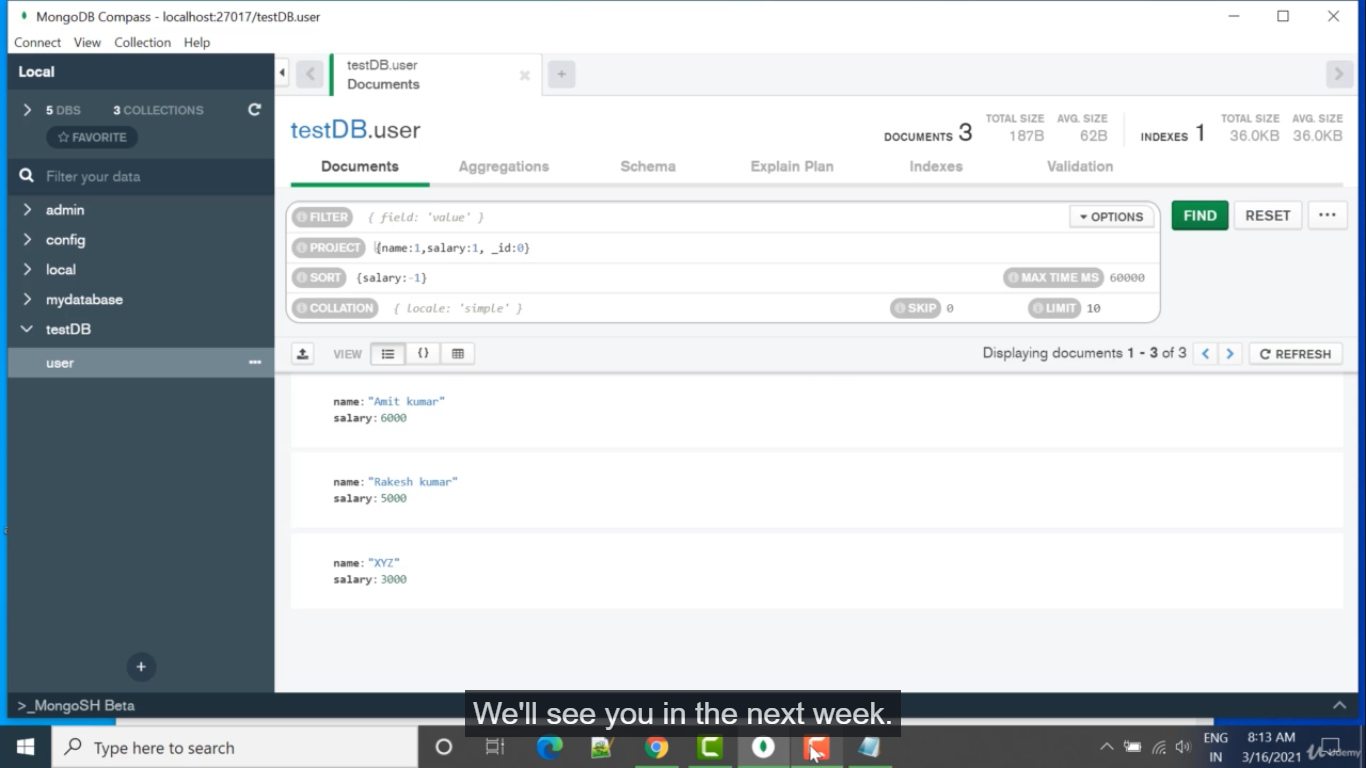 MongoDB Compass - localhost:27017/testDB.user
Connect View Collection Help
Local
5 DBS 3 COLLECTIONS
FAVORITE
Filter your data
admin
config
local
mydatabase
testDB
user
>_MongoSH Beta
testDB.user
Documents
testDB.user
DOCUMENTS 3
TOTAL SIZE 187B
AVG. SIZE 62B
INDEXES 1
TOTAL SIZE 36.0KB
AVG. SIZE 36.0KB
Documents Aggregations Schema Explain Plan Indexes Validation
FILTER { field: 'value' } OPTIONS FIND RESET
PROJECT {name:1,salary:1, _id:0}
SORT {salary:-1} MAX TIME MS 60000
COLLATION { locale: 'simple' } SKIP 0 LIMIT 10
VIEW {} Displaying documents 1 - 3 of 3 REFRESH
name: "Amit kumar"
salary: 6000
name: "Rakesh kumar"
salary: 5000
name: "XYZ"
salary: 3000
We'll see you in the next week.
Type here to search
ENG
IN
8:13 AM
3/16/2021
Udemy